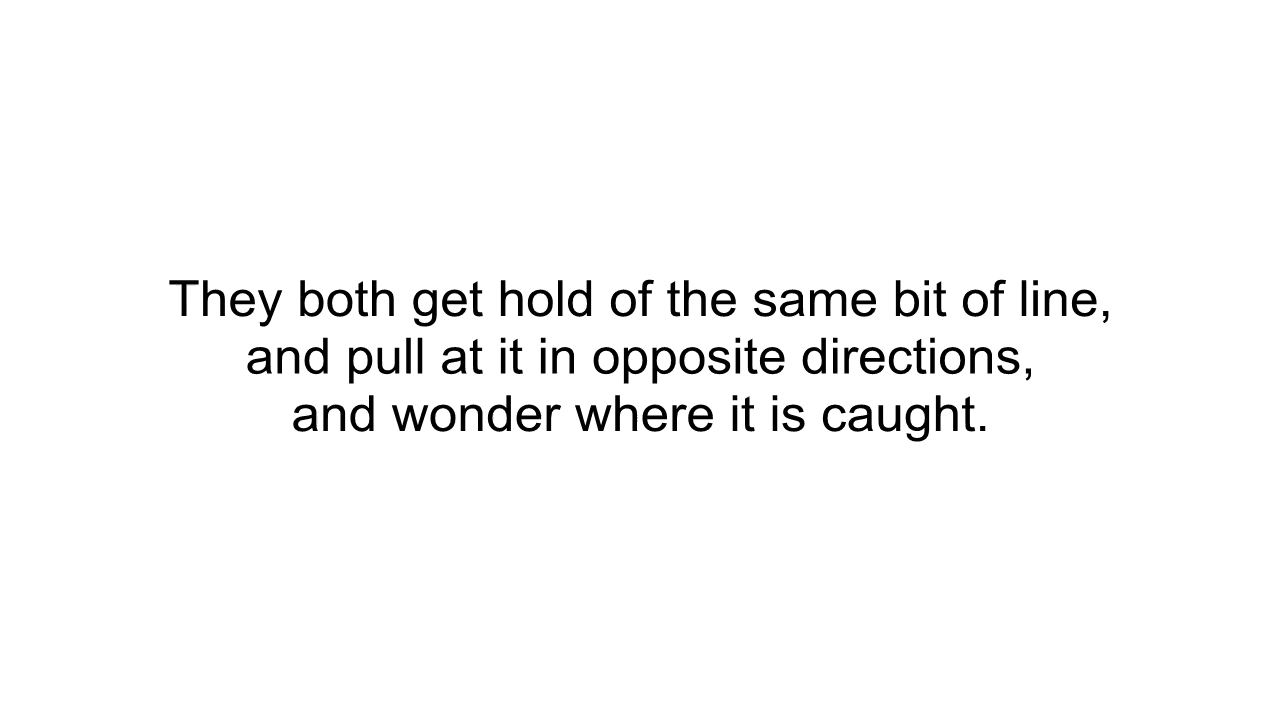 They both get hold of the same bit of line,
and pull at it in opposite directions,
and wonder where it is caught.